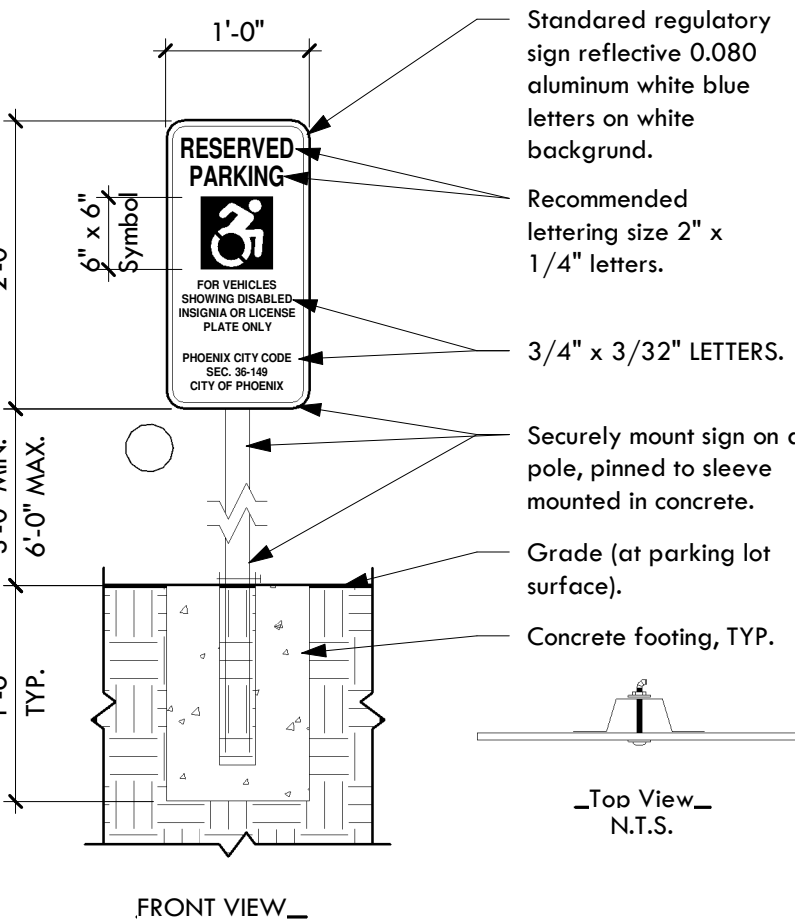 1'-0"
Standared regulatory
sign reflective 0.080
aluminum white blue
letters on white
backgrund.
RESERVED
PARKING
6" x 6"
Symbol
Recommended
lettering size 2" x
1/4" letters.
FOR VEHICLES
SHOWING DISABLED
INSIGNIA OR LICENSE
PLATE ONLY
3/4" x 3/32" LETTERS.
PHOENIX CITY CODE
SEC. 36-149
CITY OF PHOENIX
MIN.
6'-0" MAX.
Securely mount sign on a
pole, pinned to sleeve
mounted in concrete.
Grade (at parking lot
surface).
Concrete footing, TYP.
TYP.
Top View
N.T.S.
FRONT VIEW